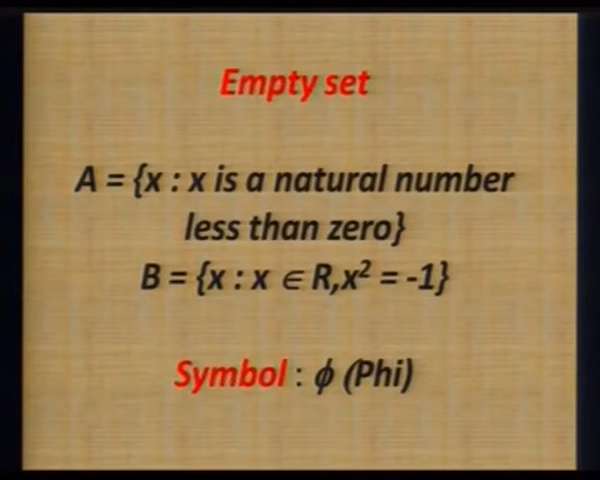 Empty set
A = {x : x is a natural number
less than zero}
B = {x : x ∈ R,x² = -1}
Symbol : ϕ (Phi)